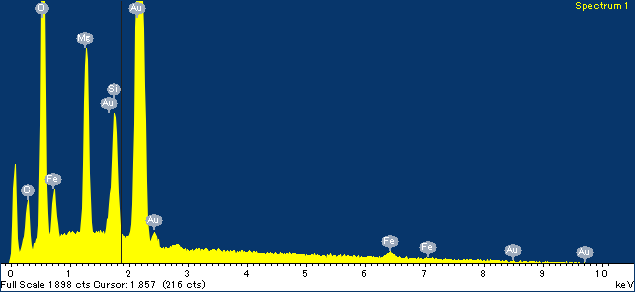 Spectrum 1
O Au
Mg
Si
Au
Fe
Au
Fe Fe Au Au
0 1 2 3 4 5 6 7 8 9 10
Full Scale 1898 cts Cursor: 1.857 (216 cts) keV